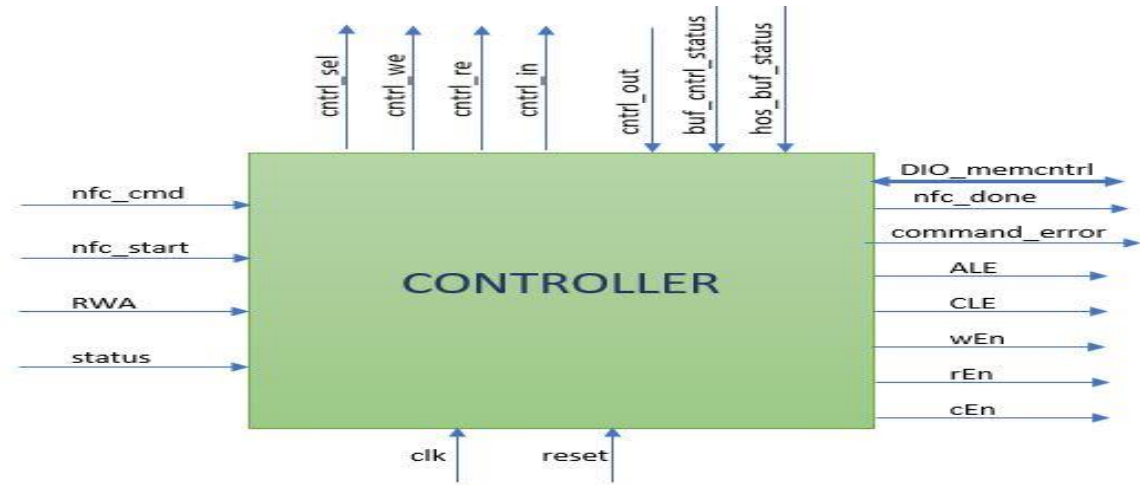 cntrl_sel
cntrl_we
cntrl_re
cntrl_in
cntrl_out
buf_cntrl_status
hos_buf_status
nfc_cmd
nfc_start
RWA
status
CONTROLLER
DIO_memcntrl
nfc_done
command_error
ALE
CLE
wEn
rEn
cEn
clk
reset